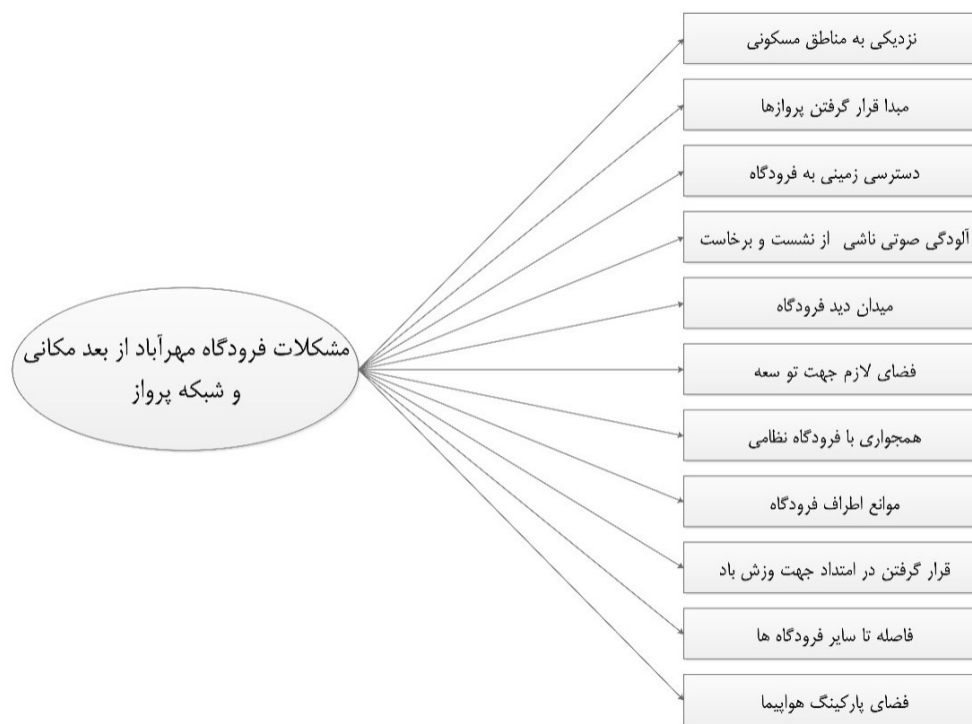 نزدیکی به مناطق مسکونی
مبدا قرار گرفتن پروازها
دسترسی زمینی به فرودگاه
آلودگی صوتی ناشی از نشست و برخاست
میدان دید فرودگاه
مشکلات فرودگاه مهرآباد از بعد مکانی
و شبکه پرواز
فضای لازم جهت تو سعه
همجواری با فرودگاه نظامی
موانع اطراف فرودگاه
قرار گرفتن در امتداد جهت وزش باد
فاصله تا سایر فرودگاه ها
فضای پارکینگ هواپیما